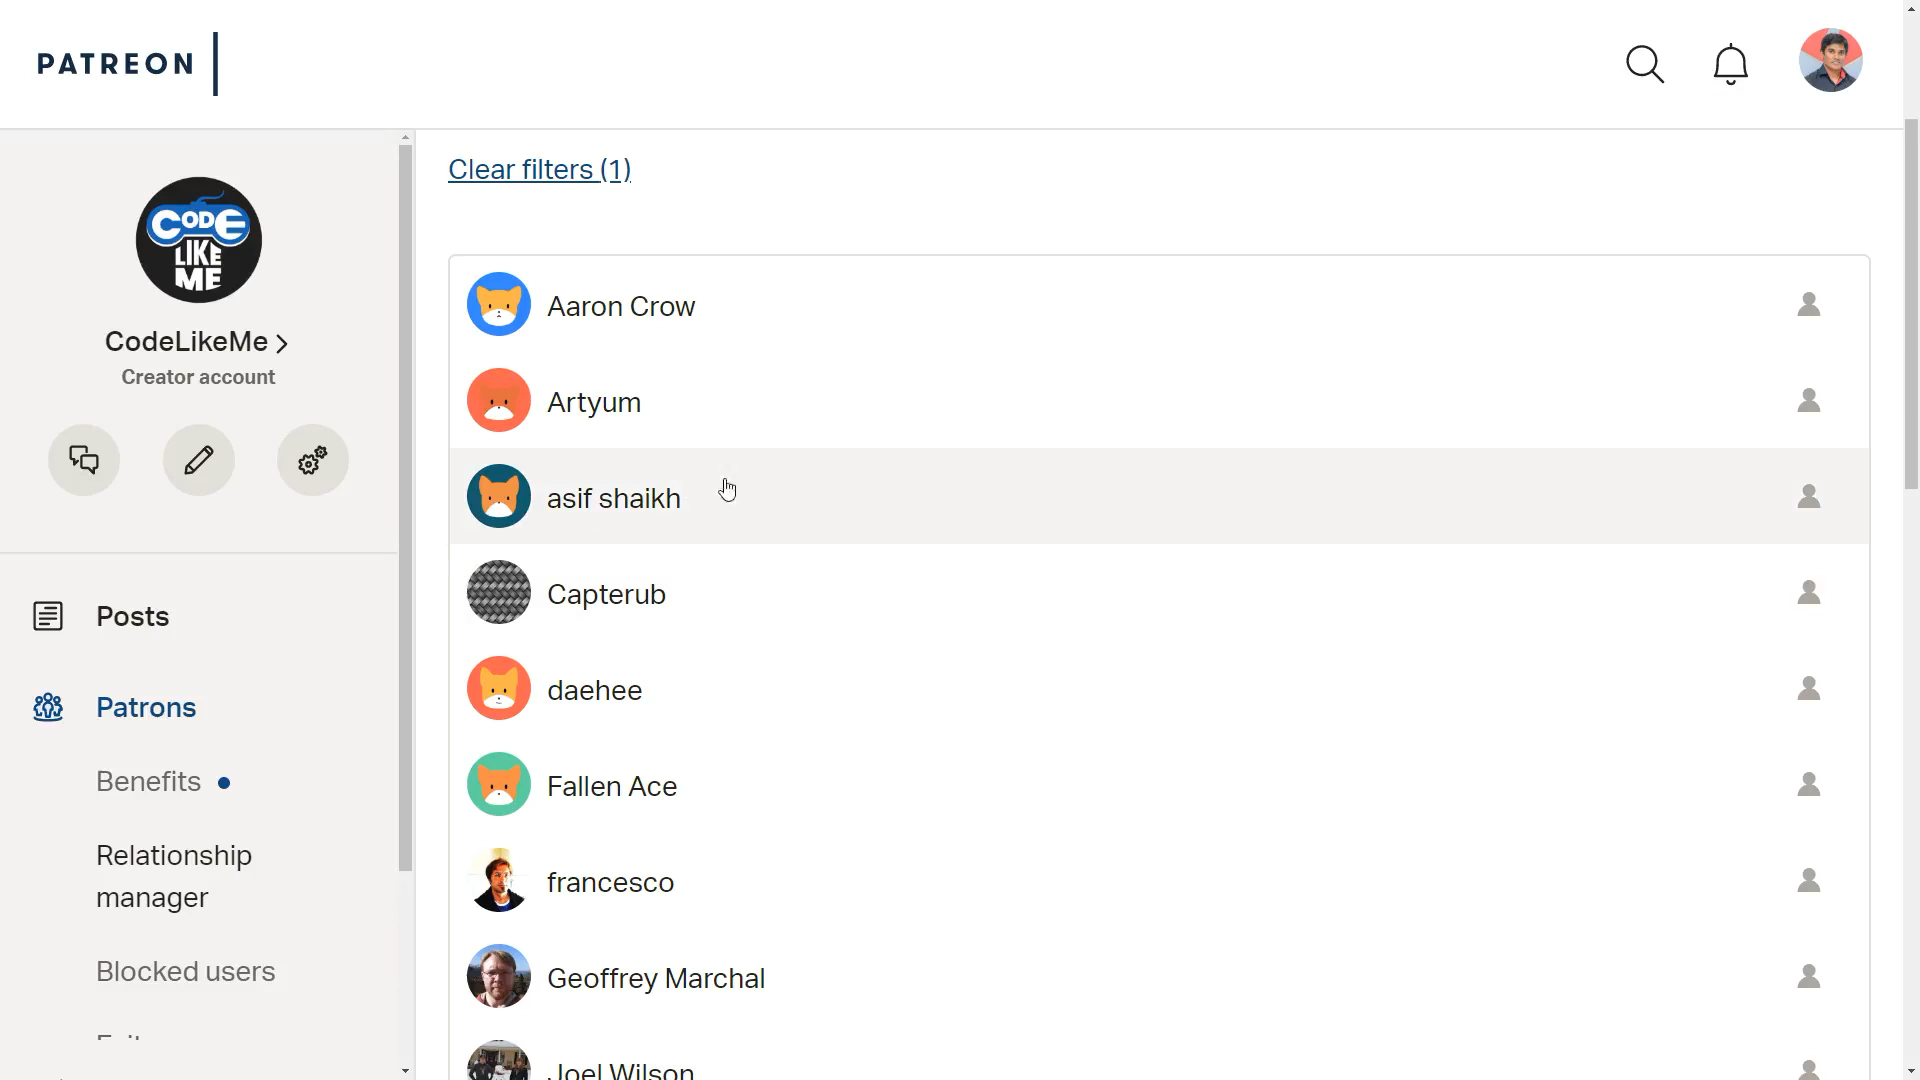 PATREON
CODE
LIKE
ME
CodeLikeMe
Creator account
Posts
Patrons
Benefits
Relationship
manager
Blocked users
Clear filters (1)
Aaron Crow
Artyum
asif shaikh
Capterub
daehee
Fallen Ace
francesco
Geoffrey Marchal
Joel Wilson